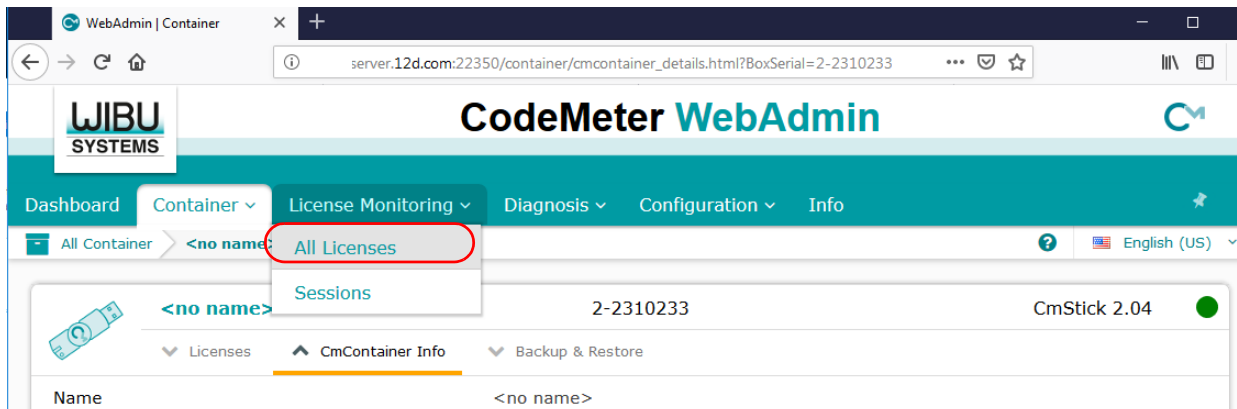 WebAdmin | Container
server.12d.com:22350/container/cmcontainer_details.html?BoxSerial=2-2310233
WIBU
SYSTEMS
CodeMeter WebAdmin
CM
Dashboard Container License Monitoring Diagnosis Configuration Info
All Container <no name> English (US)
All Licenses
Sessions
<no name> 2-2310233 CmStick 2.04
Licenses CmContainer Info Backup & Restore
Name <no name>